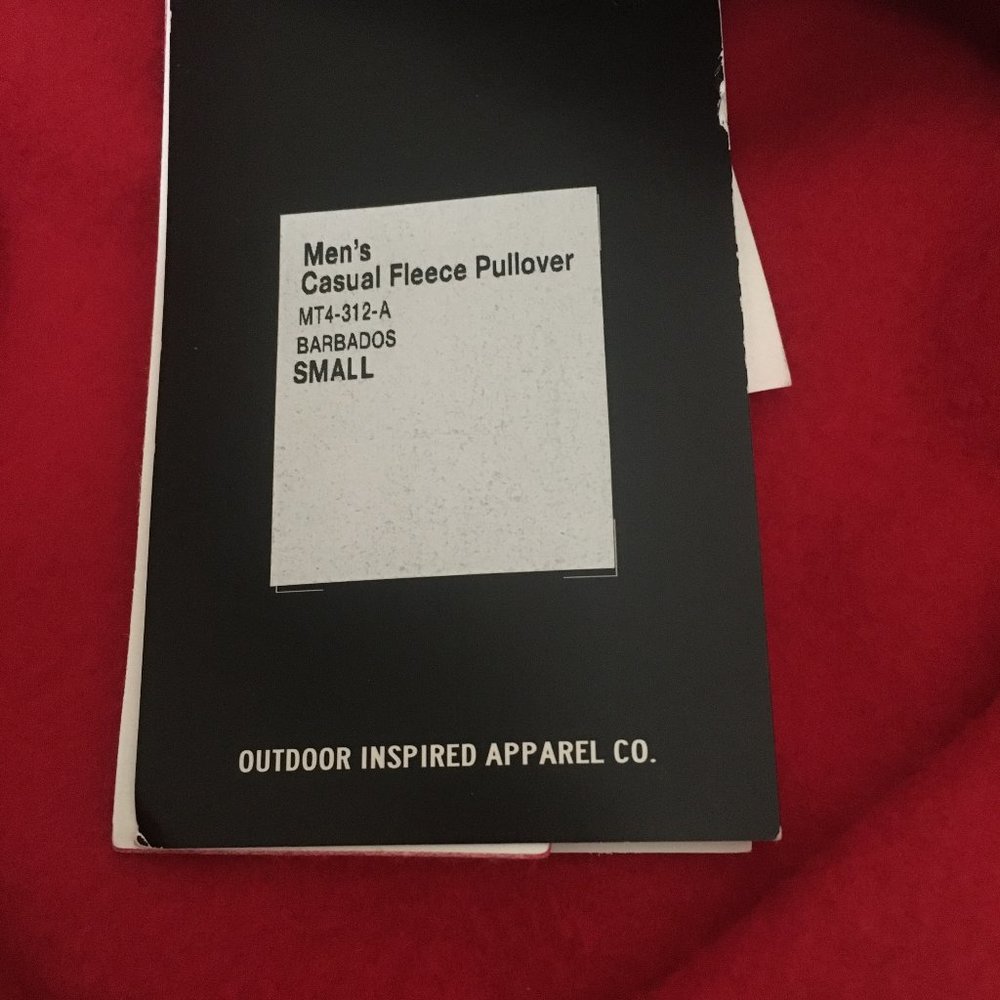 Men's
Casual Fleece Pullover
MT4-312-A
BARBADOS
SMALL
OUTDOOR INSPIRED APPAREL CO.